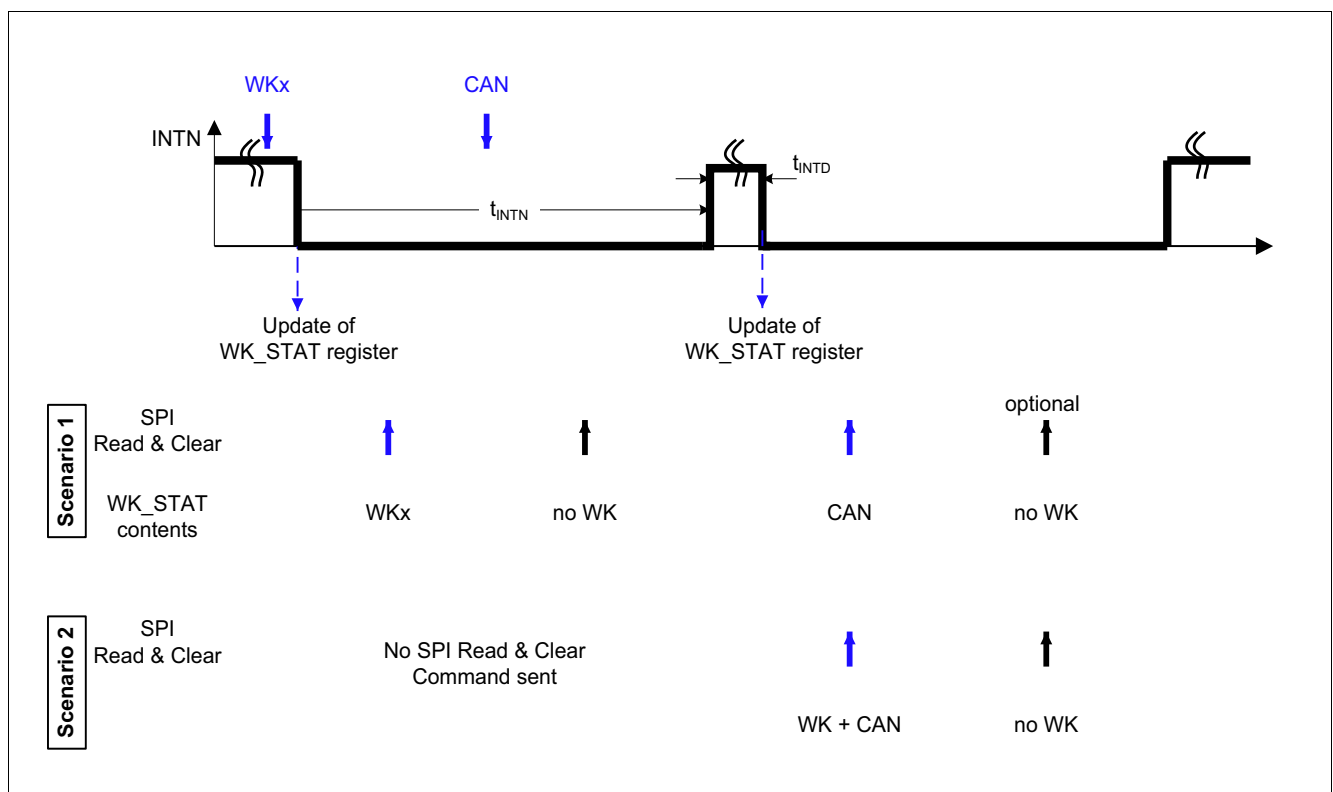 WKx
CAN
INTN
tINTD
tINTN
Update of
WK_STAT register
Update of
WK_STAT register
Scenario 1
SPI
Read & Clear
optional
WK_STAT
contents
WKx
no WK
CAN
no WK
Scenario 2
SPI
Read & Clear
No SPI Read & Clear
Command sent
WK + CAN
no WK